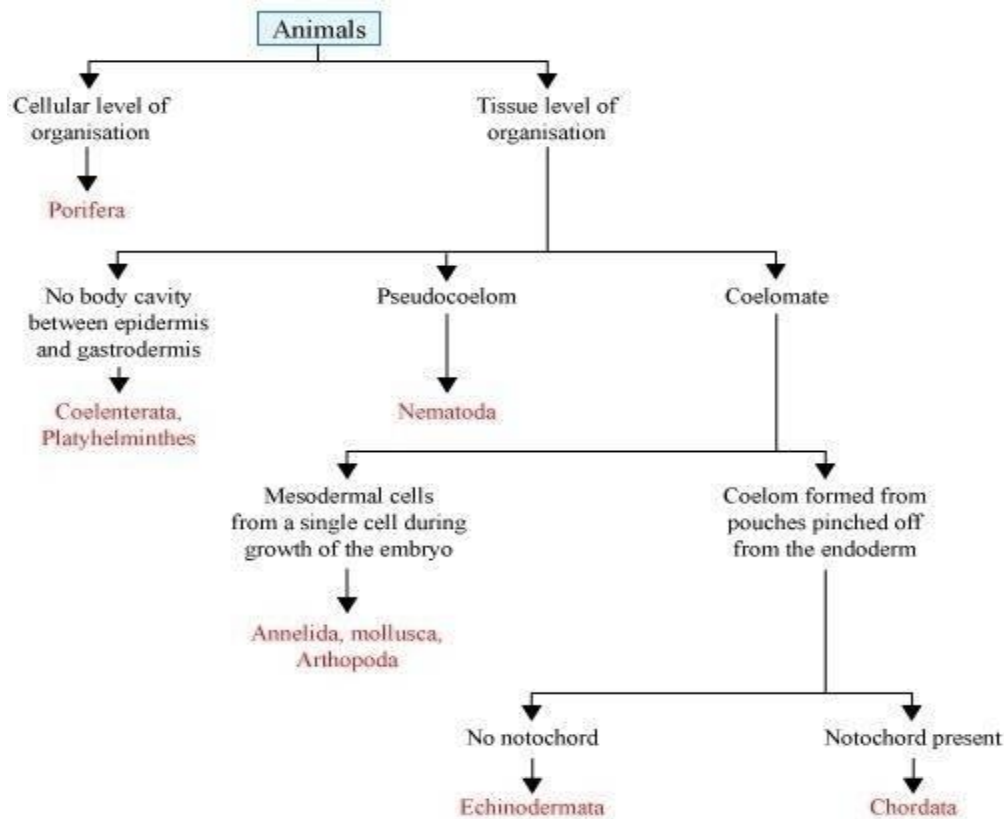 Animals
Cellular level of
organisation
Tissue level of
organisation
Porifera
No body cavity
between epidermis
and gastrodermis
Pseudocoelom
Coelomate
Coelenterata,
Platyhelminthes
Nematoda
Mesodermal cells
from a single cell during
growth of the embryo
Coelom formed from
pouches pinched off
from the endoderm
Annelida, mollusca,
Arthopoda
No notochord
Notochord present
Echinodermata
Chordata